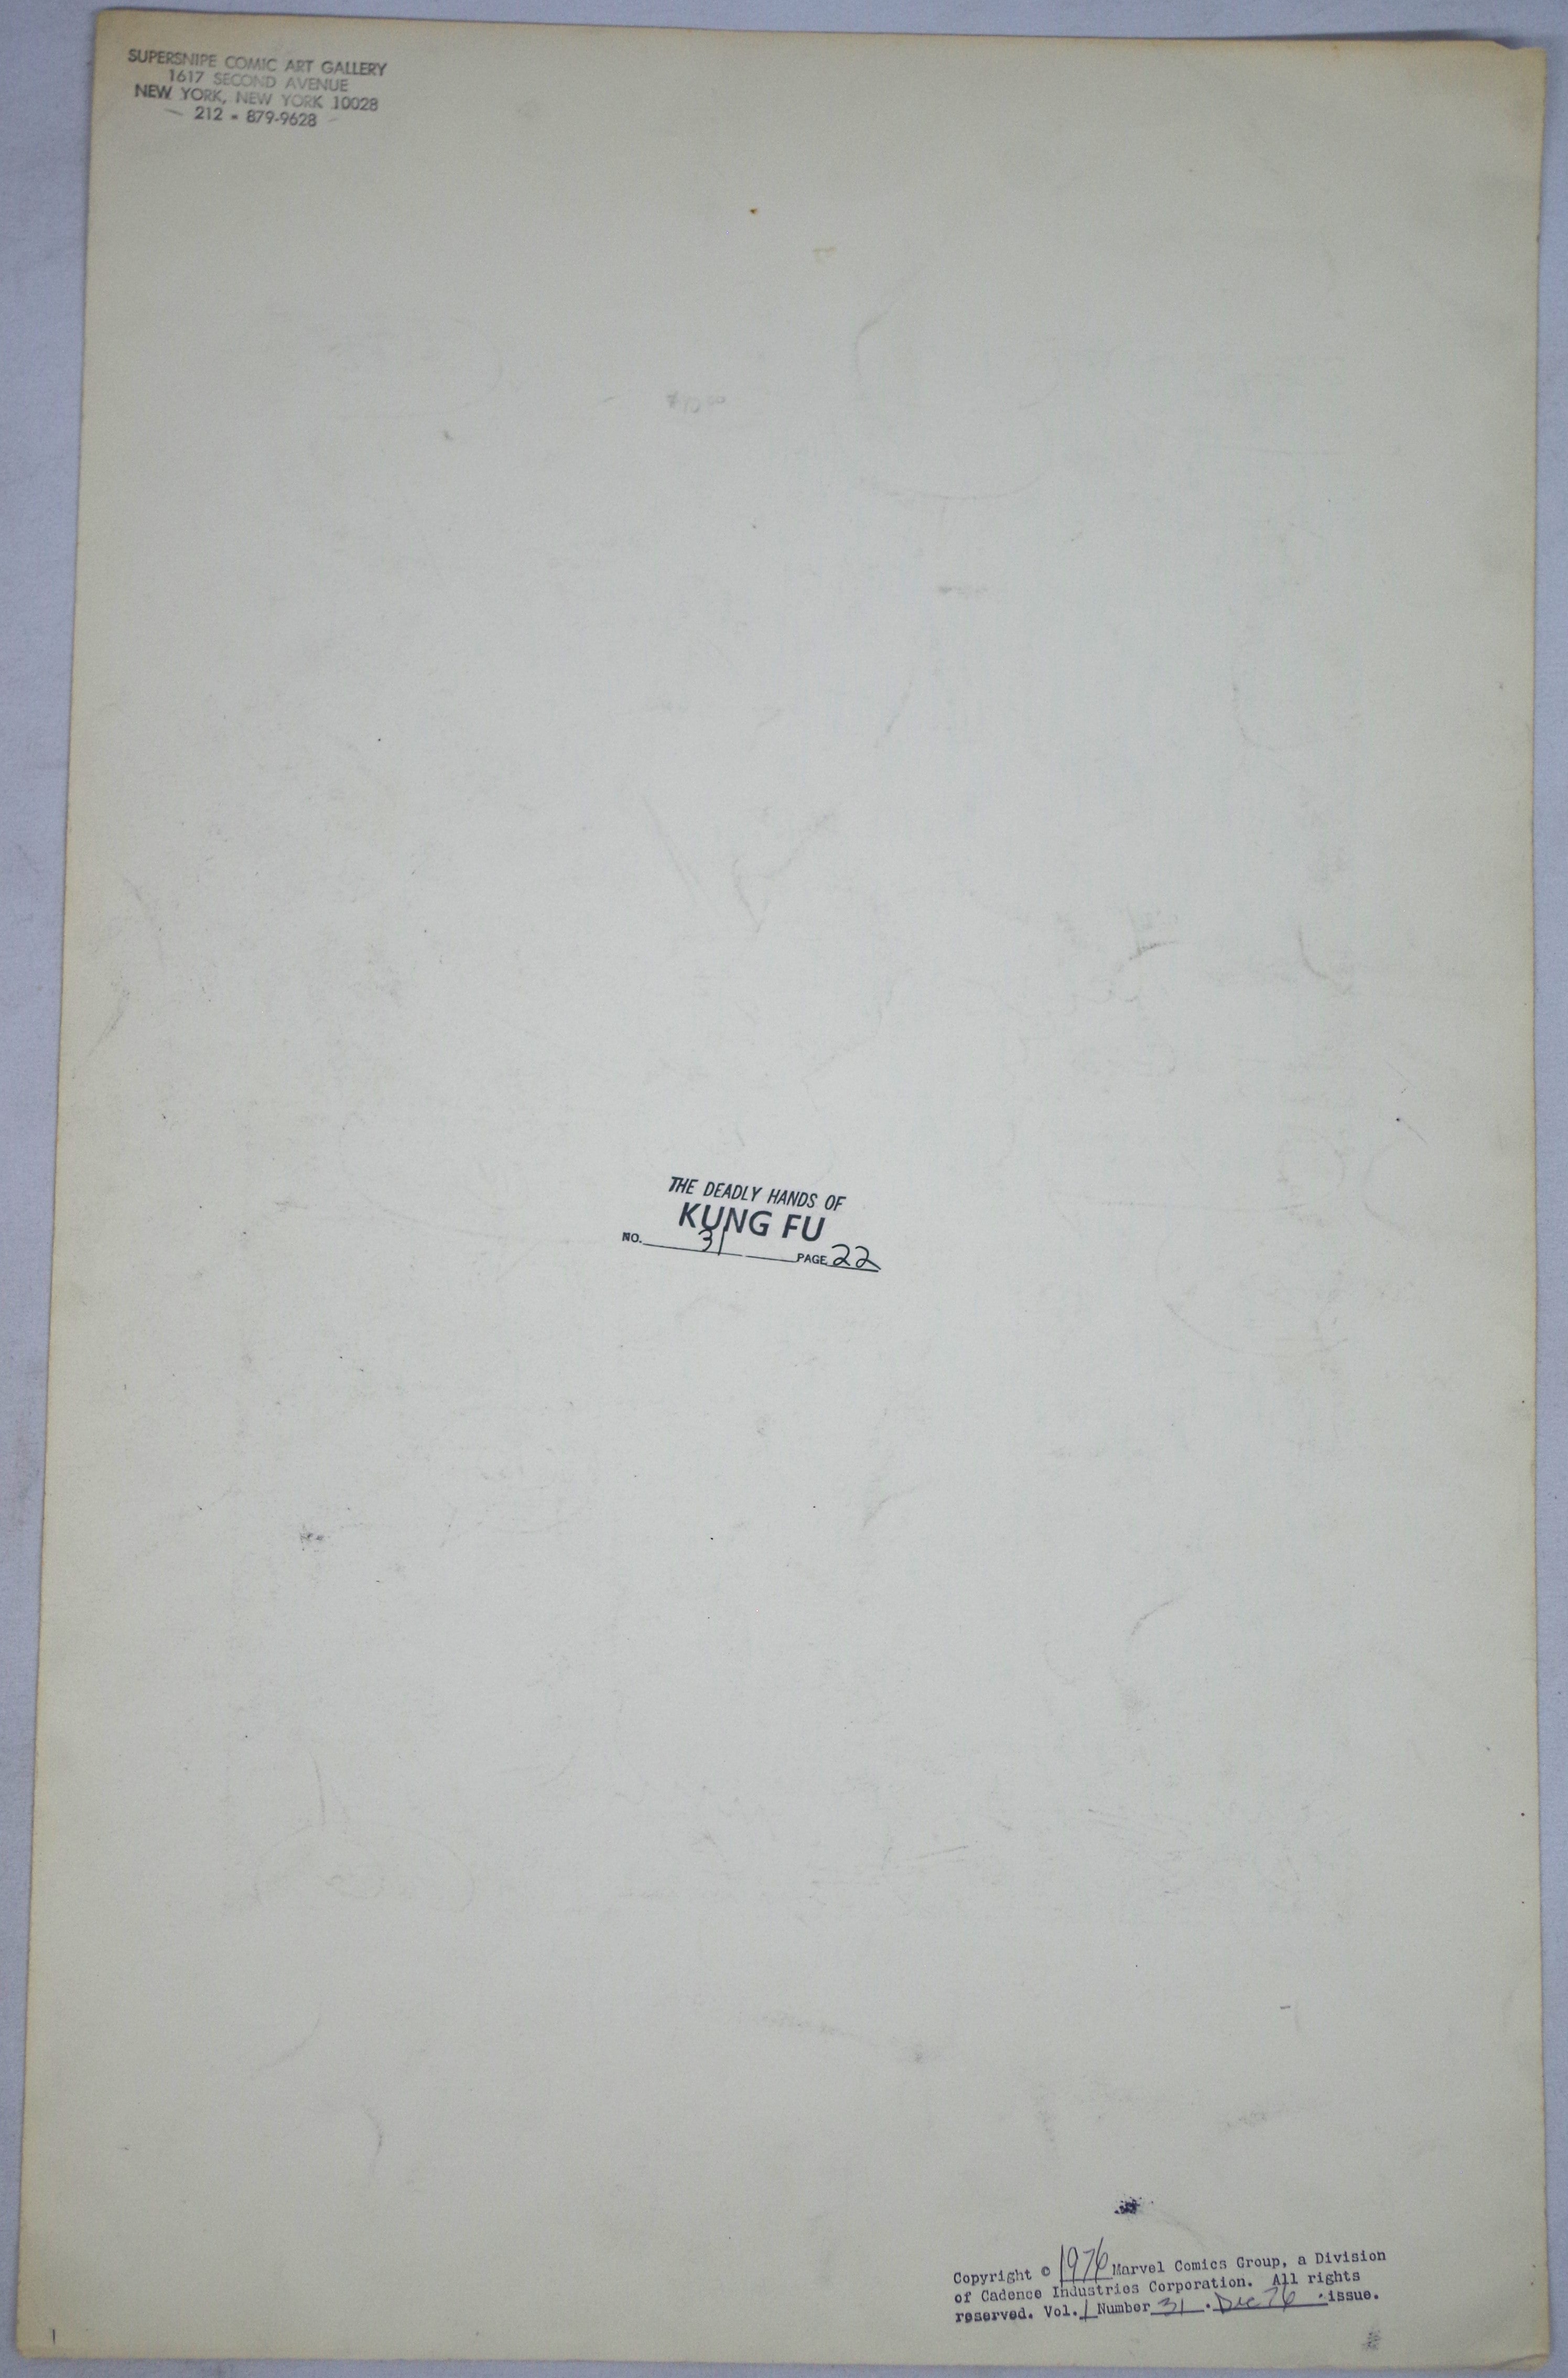 SUPERSNIPE COMIC ART GALLERY
1617 SECOND AVENUE
NEW YORK, NEW YORK 10028
212 - 879-9628
THE DEADLY HANDS OF
KUNG FU
NO. 31 PAGE 22
Copyright © 1976 Marvel Comics Group, a Division
of Cadence Industries Corporation. All rights
reserved. Vol. 1 Number 31 . Dec 76 issue.